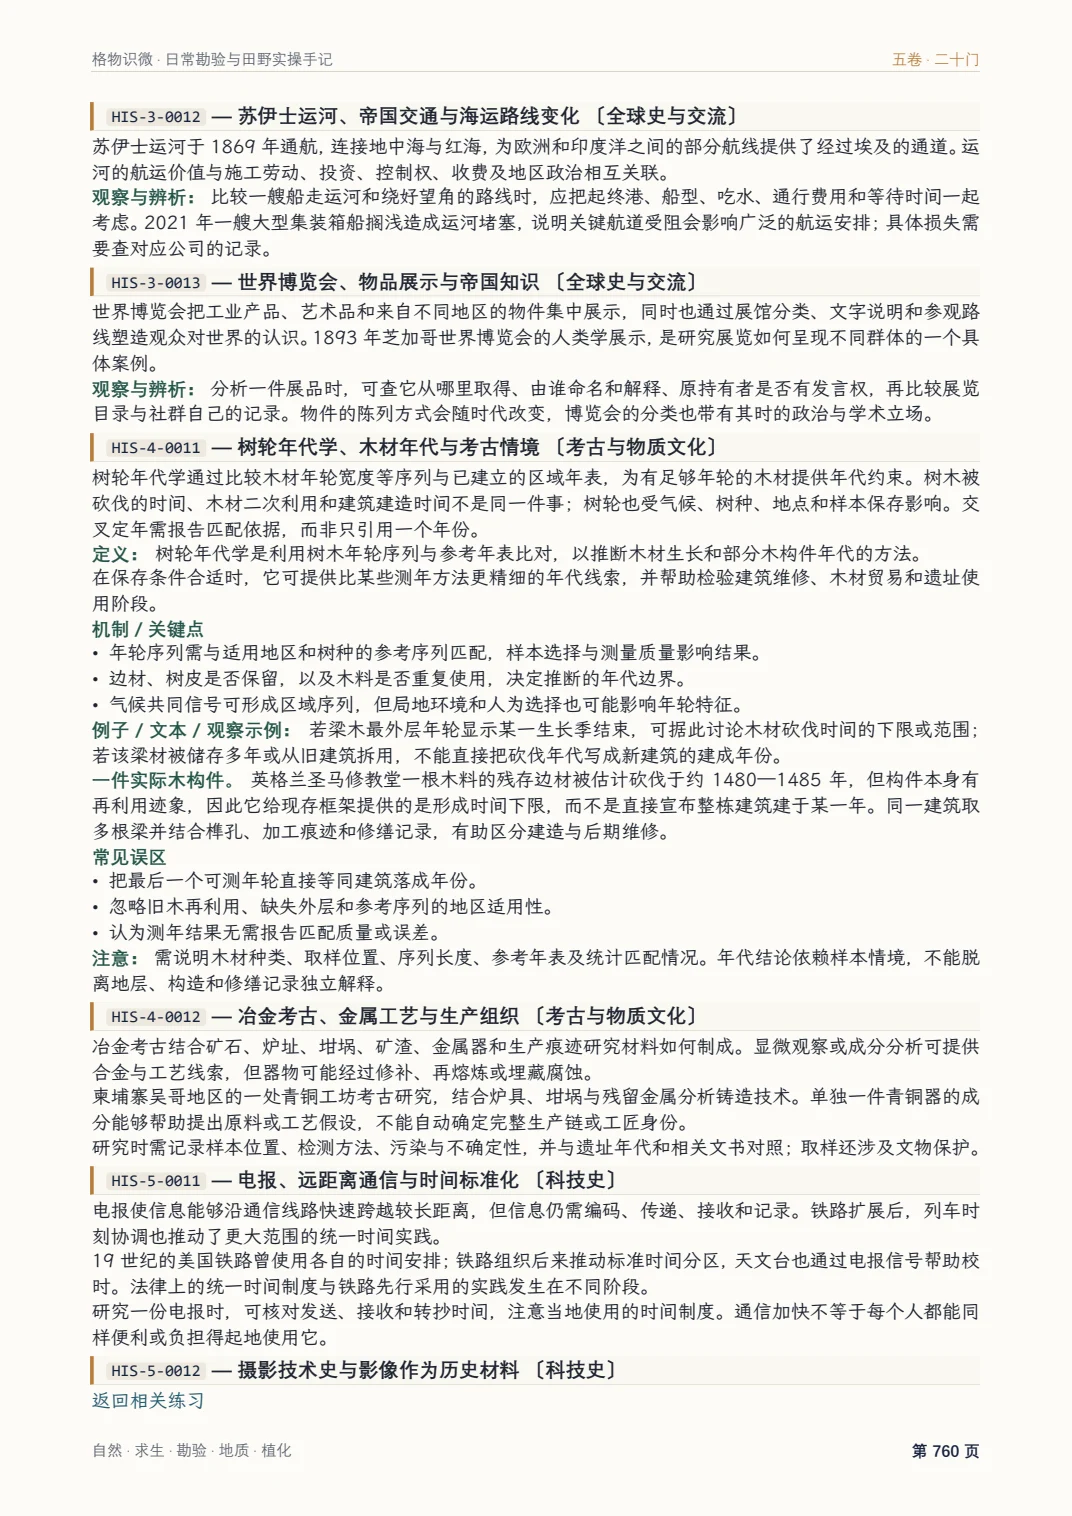 格物识微 · 日常勘验与田野实操手记
五卷 · 二十门
HIS-3-0012 — 苏伊士运河、帝国交通与海运路线变化 〔全球史与交流〕
苏伊士运河于 1869 年通航, 连接地中海与红海, 为欧洲和印度洋之间的部分航线提供了经过埃及的通道。运
河的航运价值与施工劳动、投资、控制权、收费及地区政治相互关联。
观察与辨析： 比较一艘船走运河和绕好望角的路线时, 应把起终港、船型、吃水、通行费用和等待时间一起
考虑。2021 年一艘大型集装箱船搁浅造成运河堵塞, 说明关键航道受阻会影响广泛的航运安排; 具体损失需
要查对应公司的记录。
HIS-3-0013 — 世界博览会、物品展示与帝国知识 〔全球史与交流〕
世界博览会把工业产品、艺术品和来自不同地区的物件集中展示, 同时也通过展馆分类、文字说明和参观路
线塑造观众对世界的认识。1893 年芝加哥世界博览会的人类学展示, 是研究展览如何呈现不同群体的一个具
体案例。
观察与辨析： 分析一件展品时, 可查它从哪里取得、由谁命名和解释、原持有者是否有发言权, 再比较展览
目录与社群自己的记录。物件的陈列方式会随时代改变, 博览会的分类也带有其时的政治与学术立场。
HIS-4-0011 — 树轮年代学、木材年代与考古情境 〔考古与物质文化〕
树轮年代学通过比较木材年轮宽度等序列与已建立的区域年表, 为有足够年轮的木材提供年代约束。树木被
砍伐的时间、木材二次利用和建筑建造时间不是同一件事; 树轮也受气候、树种、地点和样本保存影响。交
叉定年需报告匹配依据, 而非只引用一个年份。
定义： 树轮年代学是利用树木年轮序列与参考年表比对, 以推断木材生长和部分木构件年代的方法。
在保存条件合适时, 它可提供比某些测年方法更精细的年代线索, 并帮助检验建筑维修、木材贸易和遗址使
用阶段。
机制 / 关键点
• 年轮序列需与适用地区和树种的参考序列匹配, 样本选择与测量质量影响结果。
• 边材、树皮是否保留, 以及木料是否重复使用, 决定推断的年代边界。
• 气候共同信号可形成区域序列, 但局地环境和人为选择也可能影响年轮特征。
例子 / 文本 / 观察示例： 若梁木最外层年轮显示某一生长季结束, 可据此讨论木材砍伐时间的下限或范围;
若该梁材被储存多年或从旧建筑拆用, 不能直接把砍伐年代写成新建筑的建成年份。
一件实际木构件。 英格兰圣马修教堂一根木料的残存边材被估计砍伐于约 1480—1485 年, 但构件本身有
再利用迹象, 因此它给现存框架提供的是形成时间下限, 而不是直接宣布整栋建筑建于某一年。同一建筑取
多根梁并结合榫孔、加工痕迹和修缮记录, 有助区分建造与后期维修。
常见误区
• 把最后一个可测年轮直接等同建筑落成年份。
• 忽略旧木再利用、缺失外层和参考序列的地区适用性。
• 认为测年结果无需报告匹配质量或误差。
注意： 需说明木材种类、取样位置、序列长度、参考年表及统计匹配情况。年代结论依赖样本情境, 不能脱
离地层、构造和修缮记录独立解释。
HIS-4-0012 — 冶金考古、金属工艺与生产组织 〔考古与物质文化〕
冶金考古结合矿石、炉址、坩埚、矿渣、金属器和生产痕迹研究材料如何制成。显微观察或成分分析可提供
合金与工艺线索, 但器物可能经过修补、再熔炼或埋藏腐蚀。
柬埔寨吴哥地区的一处青铜工坊考古研究, 结合炉具、坩埚与残留金属分析铸造技术。单独一件青铜器的成
分能够帮助提出原料或工艺假设, 不能自动确定完整生产链或工匠身份。
研究时需记录样本位置、检测方法、污染与不确定性, 并与遗址年代和相关文书对照; 取样还涉及文物保护。
HIS-5-0011 — 电报、远距离通信与时间标准化 〔科技史〕
电报使信息能够沿通信线路快速跨越较长距离, 但信息仍需编码、传递、接收和记录。铁路扩展后, 列车时
刻协调也推动了更大范围的统一时间实践。
19 世纪的美国铁路曾使用各自的时间安排; 铁路组织后来推动标准时间分区, 天文台也通过电报信号帮助校
时。法律上的统一时间制度与铁路先行采用的实践发生在不同阶段。
研究一份电报时, 可核对发送、接收和转抄时间, 注意当地使用的时间制度。通信加快不等于每个人都能同
样便利或负担得起地使用它。
HIS-5-0012 — 摄影技术史与影像作为历史材料 〔科技史〕
返回相关练习
自然 · 求生 · 勘验 · 地质 · 植化
第 760 页